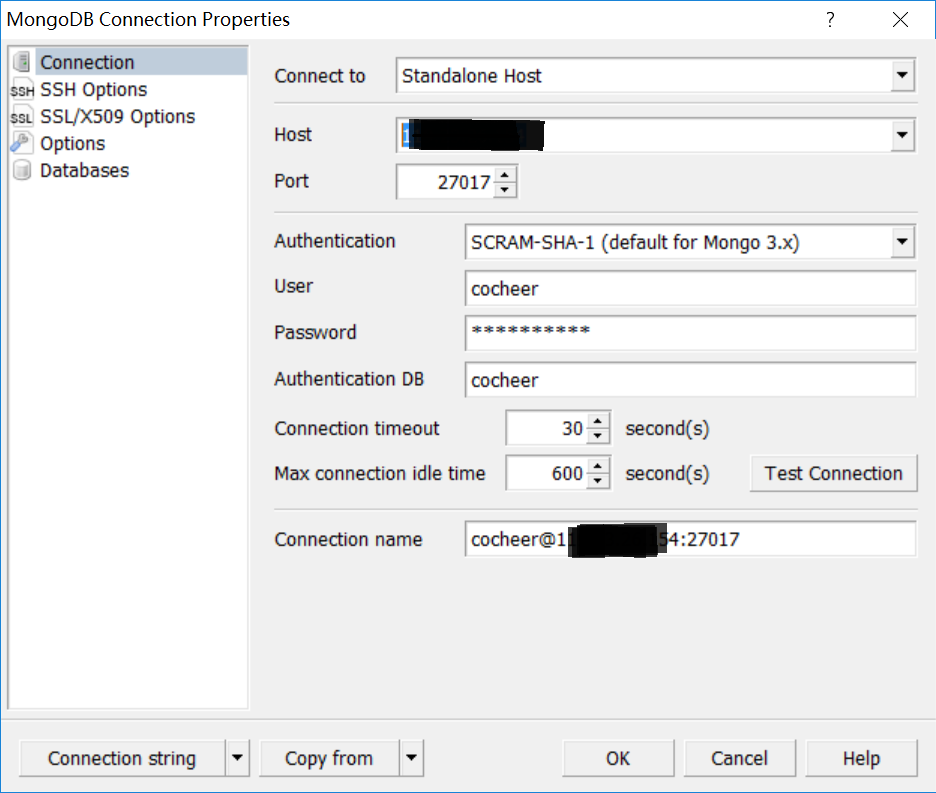 MongoDB Connection Properties
?
Connection
SSH SSH Options
SSL SSL/X509 Options
Options
Databases
Connect to Standalone Host
Host
Port 27017
Authentication SCRAM-SHA-1 (default for Mongo 3.x)
User cocheer
Password **********
Authentication DB cocheer
Connection timeout 30 second(s)
Max connection idle time 600 second(s) Test Connection
Connection name cocheer@11 54:27017
Connection string Copy from OK Cancel Help